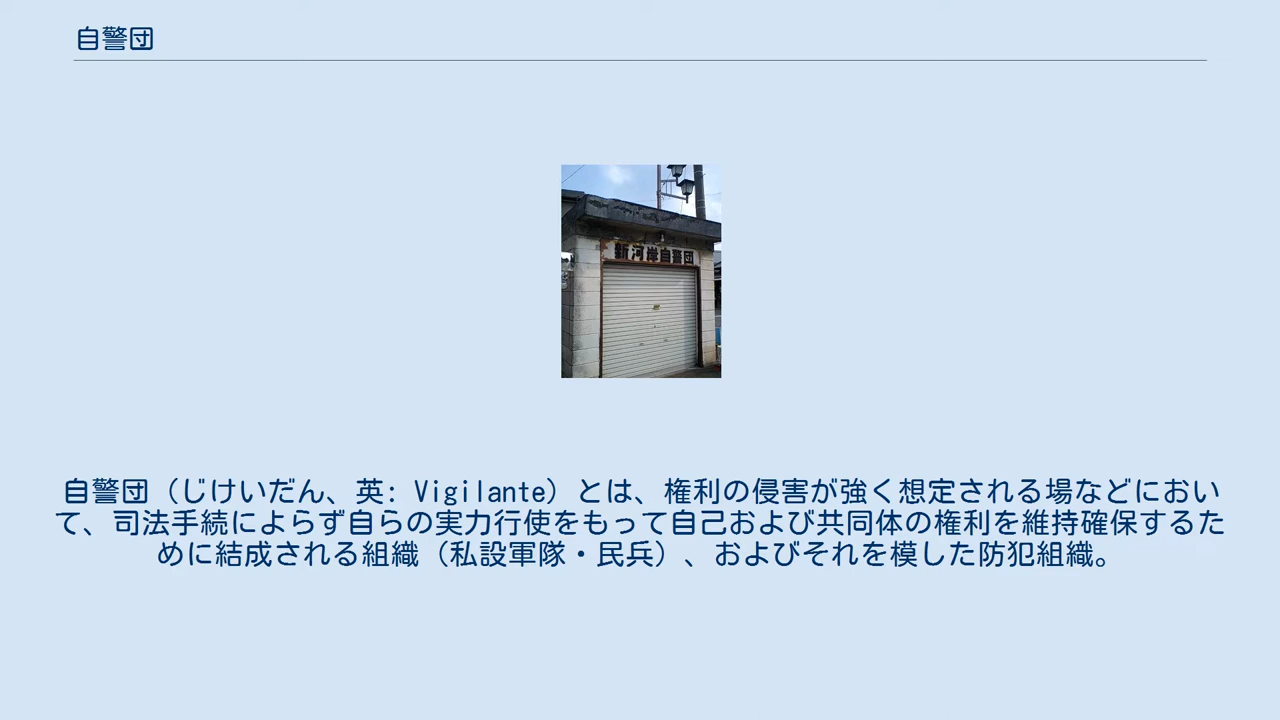 自警団
新河岸自警団
自警団（じけいだん、英: Vigilante）とは、権利の侵害が強く想定される場などにおい
て、司法手続によらず自らの実力行使をもって自己および共同体の権利を維持確保するた
めに結成される組織（私設軍隊・民兵）、およびそれを模した防犯組織。